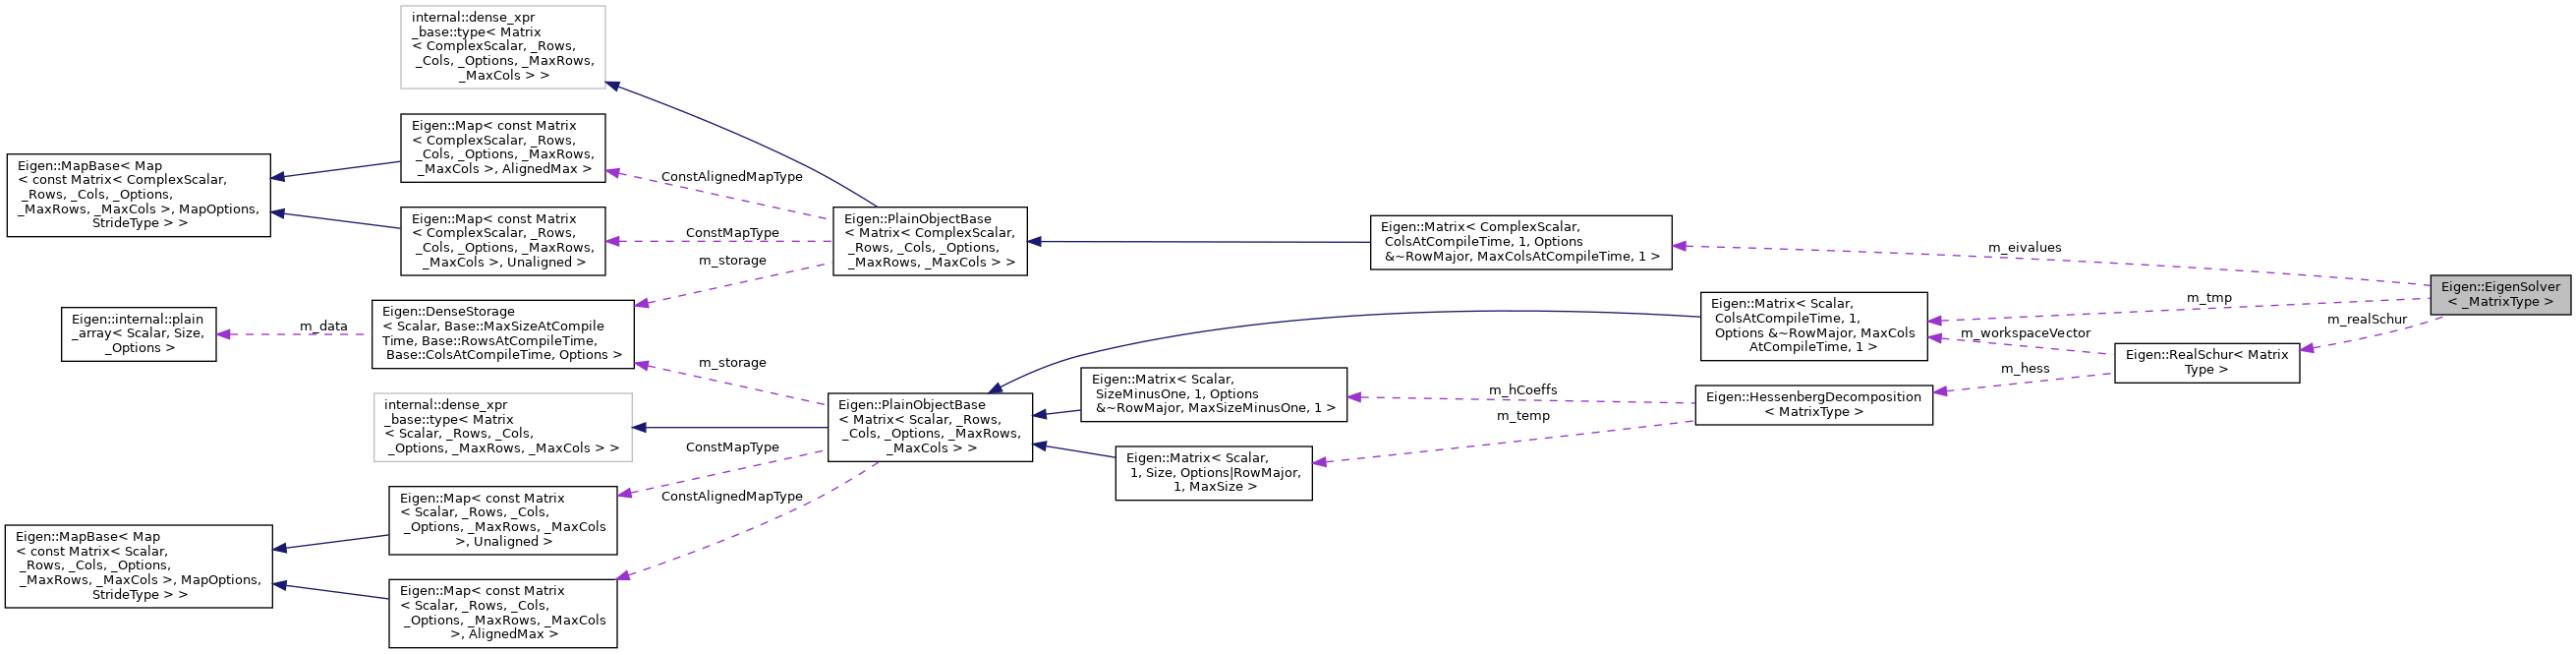 internal::dense_xpr
_base::type< Matrix
< ComplexScalar, _Rows,
_Cols, _Options, _MaxRows,
_MaxCols > >
Eigen::Map< const Matrix
< ComplexScalar, _Rows,
_Cols, _Options, _MaxRows,
_MaxCols >, AlignedMax >
Eigen::MapBase< Map
< const Matrix< ComplexScalar,
_Rows, _Cols, _Options,
_MaxRows, _MaxCols >, MapOptions,
StrideType > >
Eigen::Map< const Matrix
< ComplexScalar, _Rows,
_Cols, _Options, _MaxRows,
_MaxCols >, Unaligned >
ConstAlignedMapType
ConstMapType
m_storage
Eigen::PlainObjectBase
< Matrix< ComplexScalar,
_Rows, _Cols, _Options,
_MaxRows, _MaxCols > >
Eigen::Matrix< ComplexScalar,
ColsAtCompileTime, 1, Options
&~RowMajor, MaxColsAtCompileTime, 1 >
m_eivalues
Eigen::EigenSolver
< _MatrixType >
m_tmp
m_realSchur
Eigen::internal::plain
_array< Scalar, Size,
_Options >
m_data
Eigen::DenseStorage
< Scalar, Base::MaxSizeAtCompile
Time, Base::RowsAtCompileTime,
Base::ColsAtCompileTime, Options >
m_storage
Eigen::Matrix< Scalar,
ColsAtCompileTime, 1,
Options &~RowMajor, MaxCols
AtCompileTime, 1 >
m_workspaceVector
Eigen::RealSchur< Matrix
Type >
m_hess
Eigen::HessenbergDecomposition
< MatrixType >
m_hCoeffs
m_temp
Eigen::Matrix< Scalar,
SizeMinusOne, 1, Options
&~RowMajor, MaxSizeMinusOne, 1 >
Eigen::Matrix< Scalar,
1, Size, Options|RowMajor,
1, MaxSize >
Eigen::PlainObjectBase
< Matrix< Scalar, _Rows,
_Cols, _Options, _MaxRows,
_MaxCols > >
internal::dense_xpr
_base::type< Matrix
< Scalar, _Rows, _Cols,
_Options, _MaxRows, _MaxCols > >
ConstMapType
ConstAlignedMapType
Eigen::Map< const Matrix
< Scalar, _Rows, _Cols,
_Options, _MaxRows, _MaxCols
>, Unaligned >
Eigen::MapBase< Map
< const Matrix< Scalar,
_Rows, _Cols, _Options,
_MaxRows, _MaxCols >, MapOptions,
StrideType > >
Eigen::Map< const Matrix
< Scalar, _Rows, _Cols,
_Options, _MaxRows, _MaxCols
>, AlignedMax >